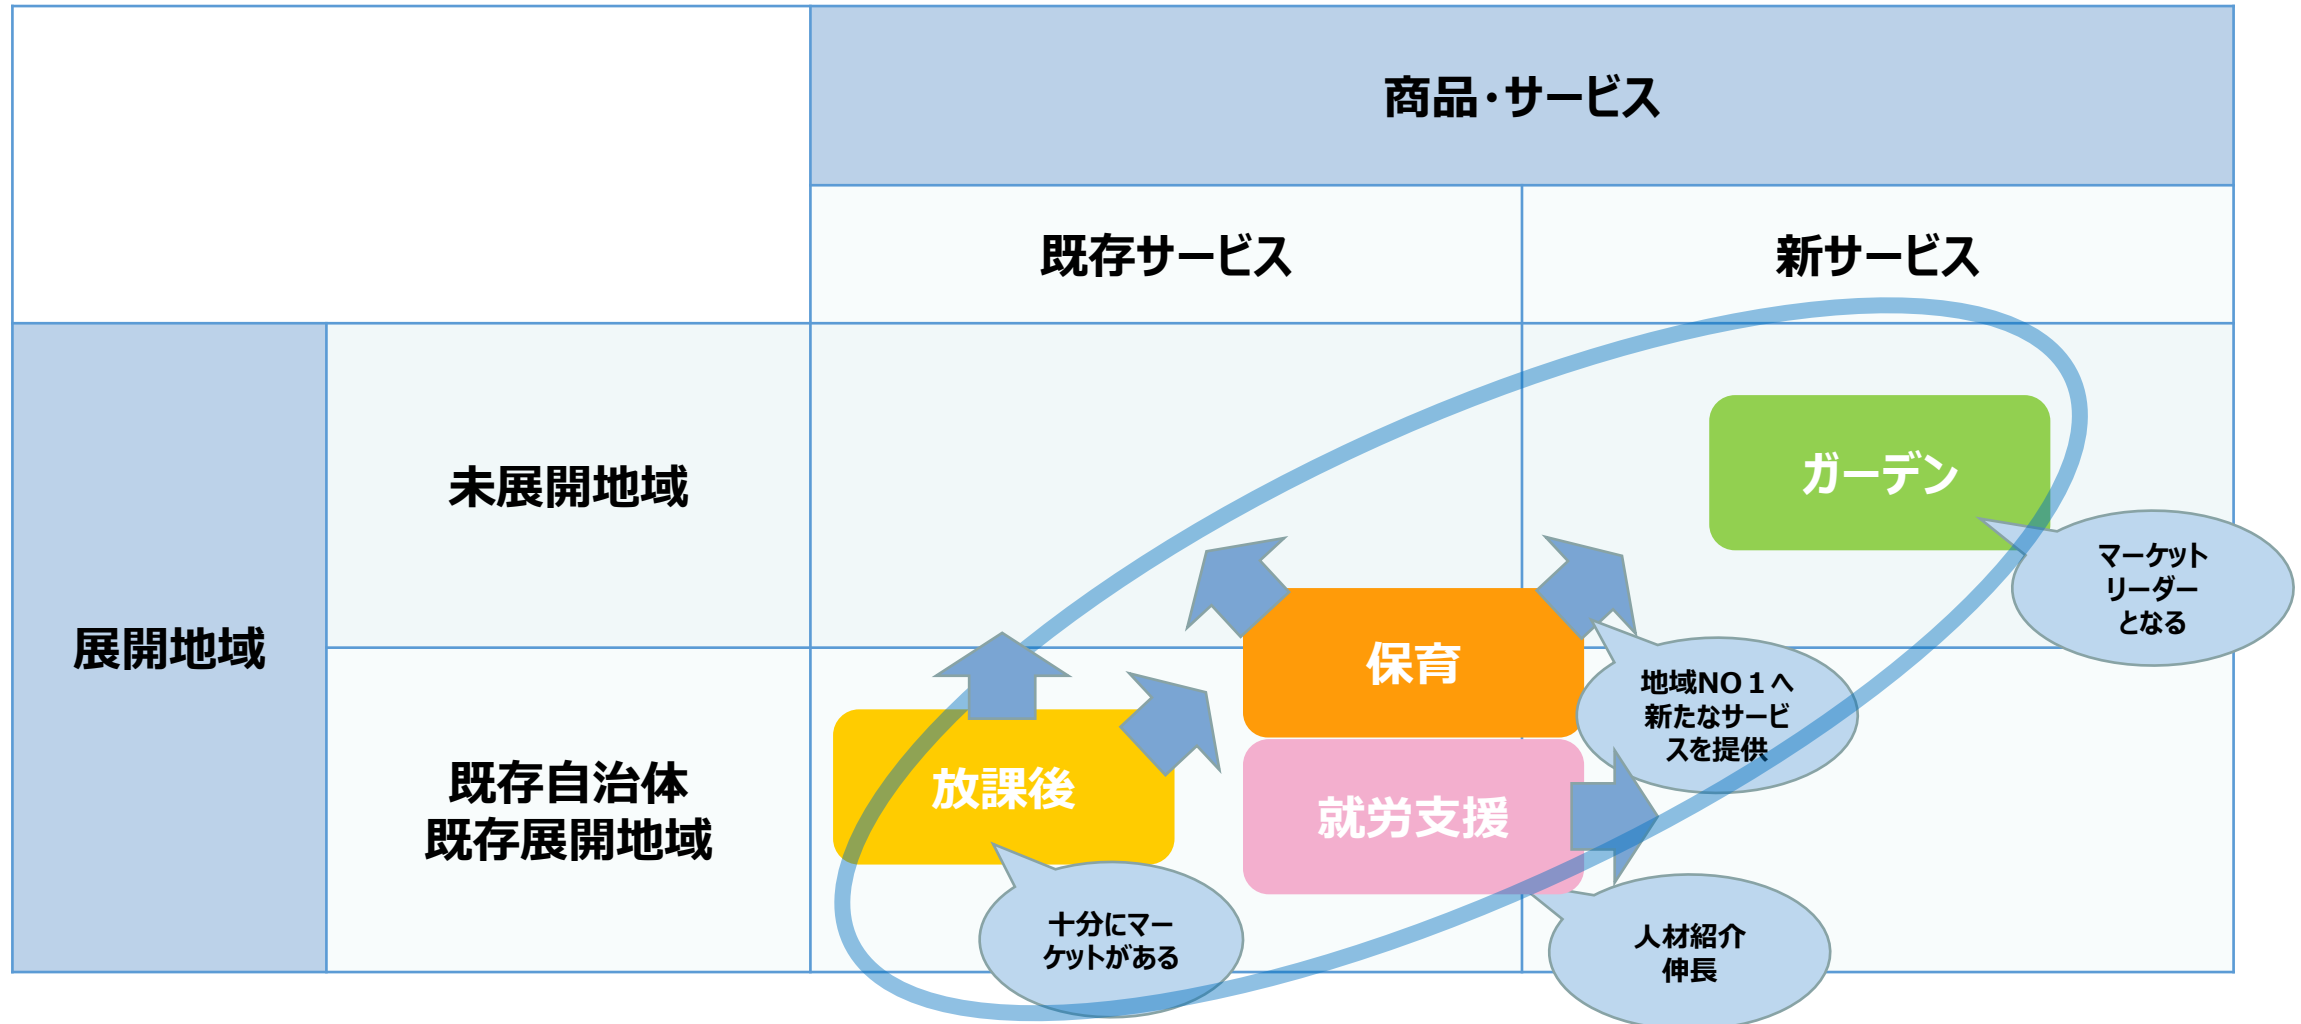 商品・サービス
既存サービス
新サービス
展開地域
未展開地域
既存自治体
既存展開地域
ガーデン
マーケット
リーダー
となる
保育
地域NO１へ
新たなサービ
スを提供
放課後
十分にマー
ケットがある
就労支援
人材紹介
伸長